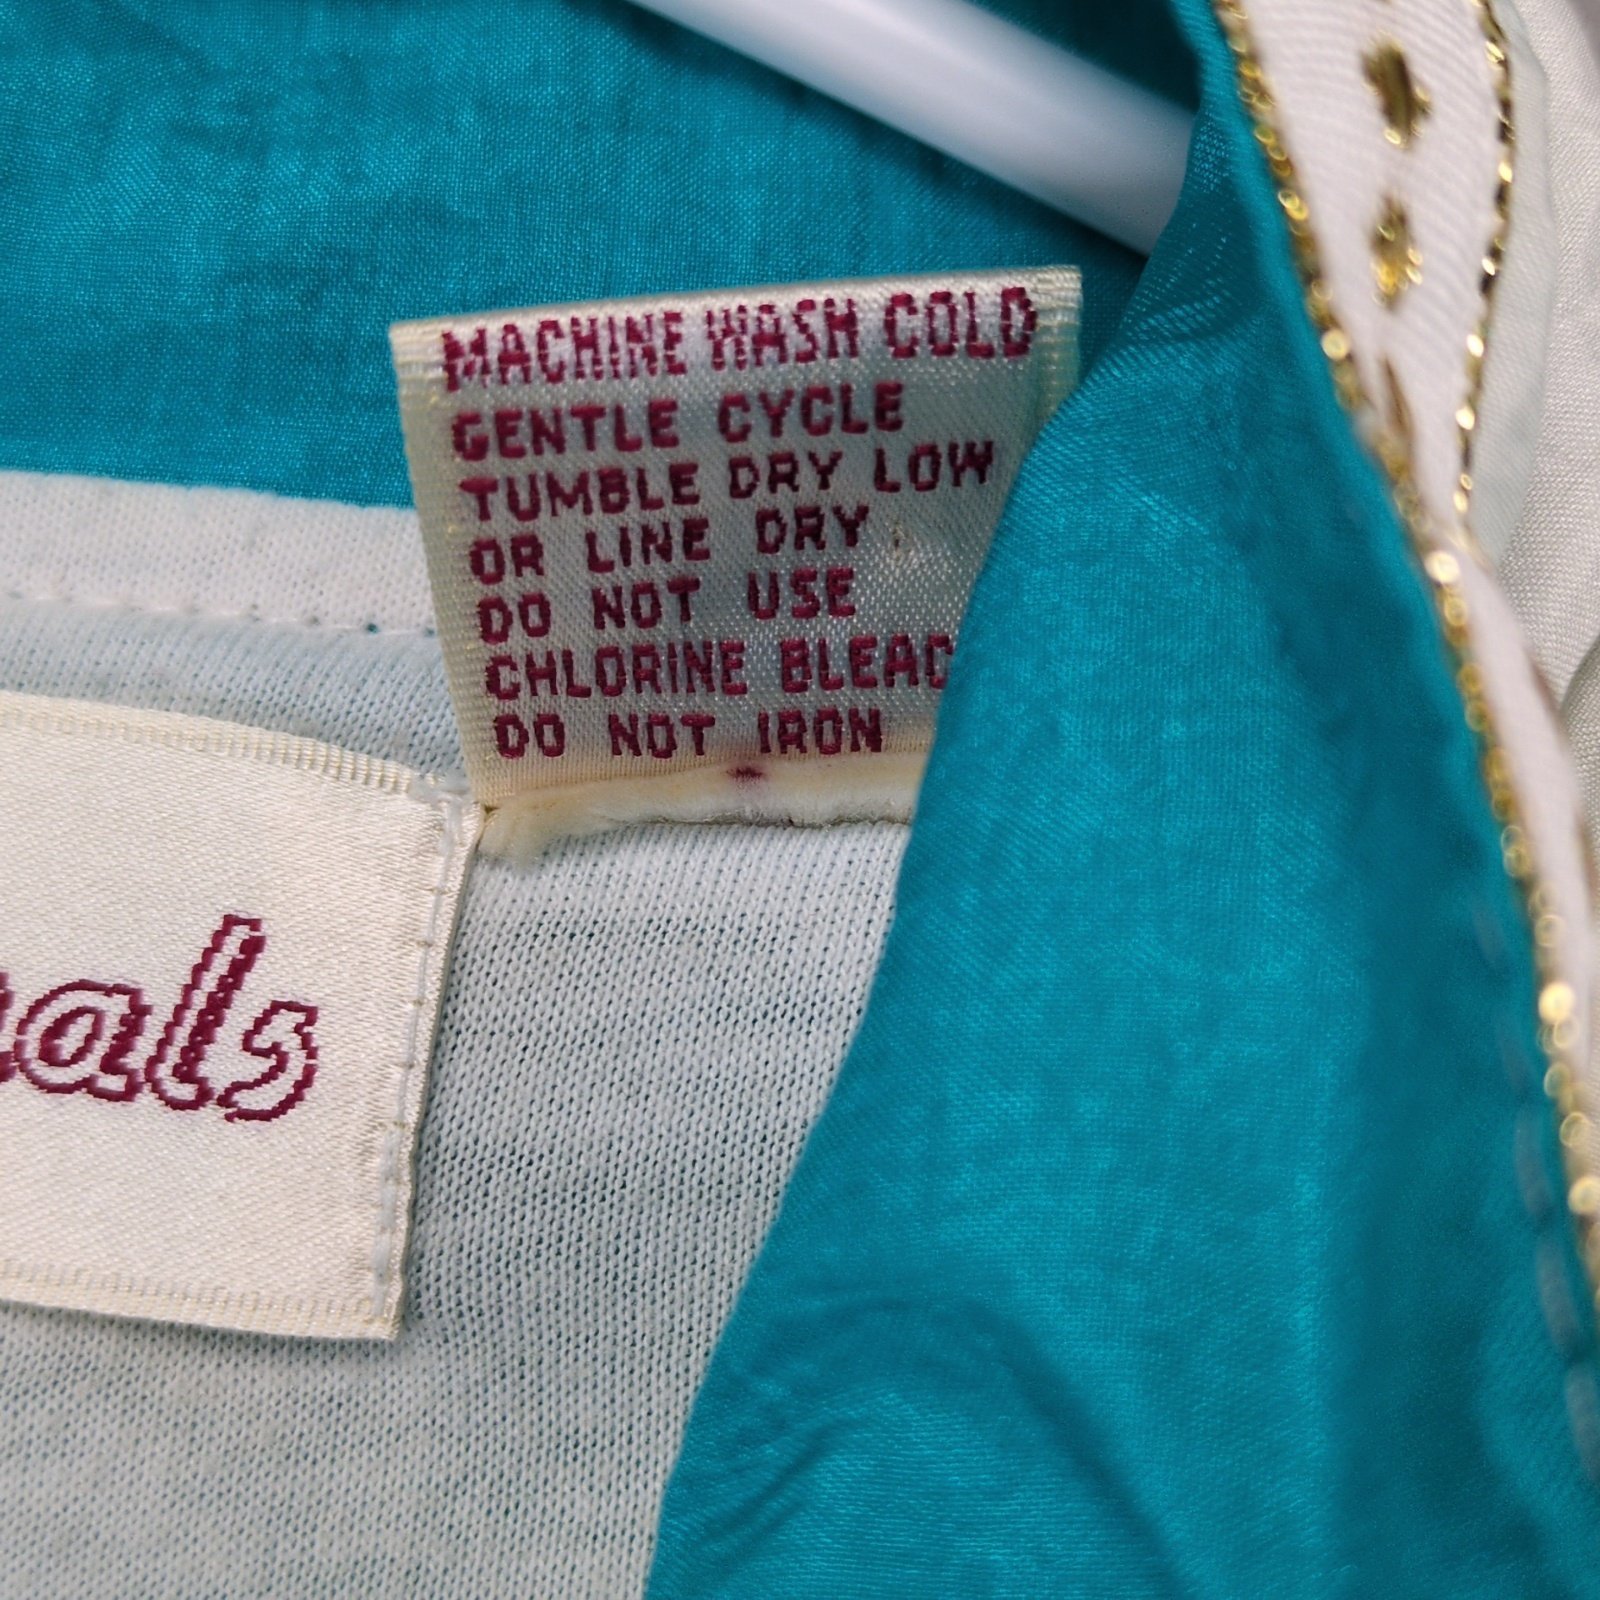 MACHINE WASH COLD
GENTLE CYCLE
TUMBLE DRY LOW
OR LINE DRY
DO NOT USE
CHLORINE BLEAC
DO NOT IRON
als